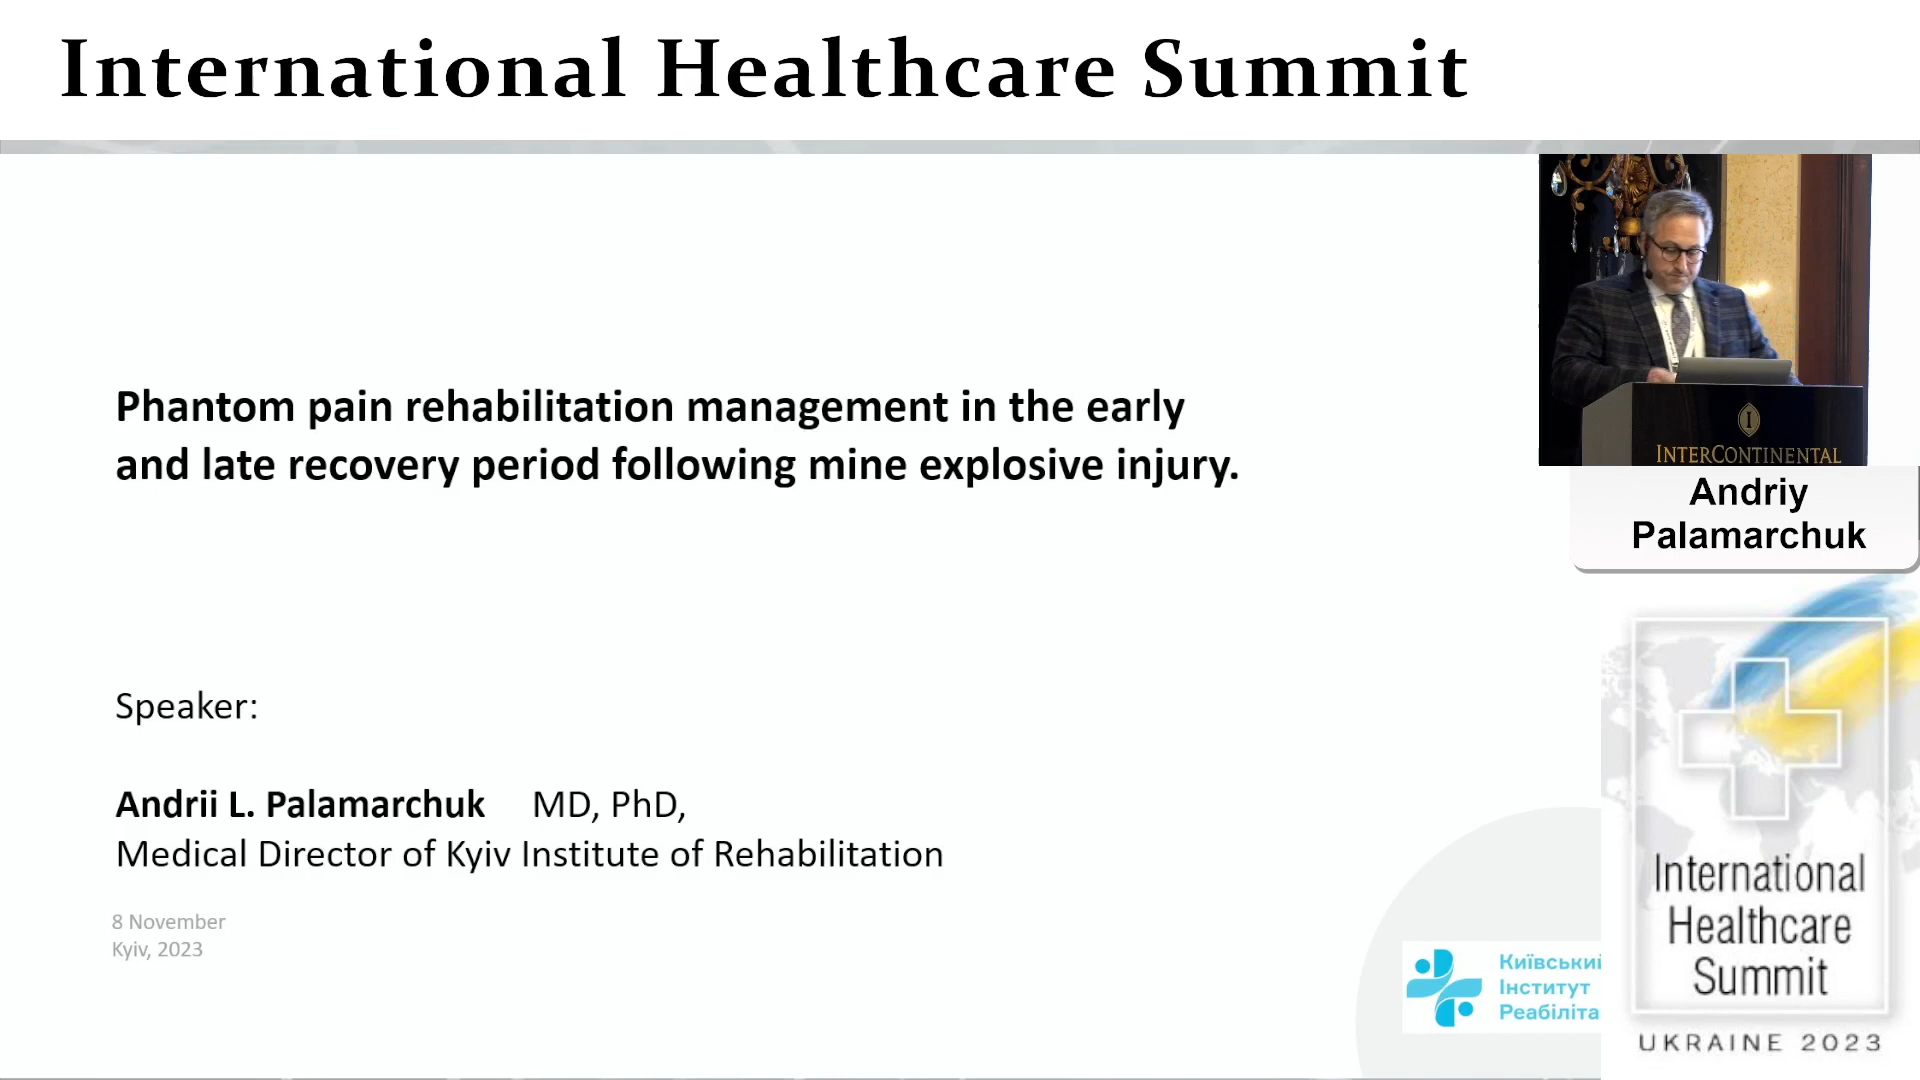 International Healthcare Summit
Phantom pain rehabilitation management in the early
and late recovery period following mine explosive injury.
Speaker:
Andrii L. Palamarchuk MD, PhD,
Medical Director of Kyiv Institute of Rehabilitation
8 November
Kyiv, 2023
INTERCONTINENTAL
Andriy
Palamarchuk
Київський
Інститут
Реабіліта
International
Healthcare
Summit
UKRAINE 2023